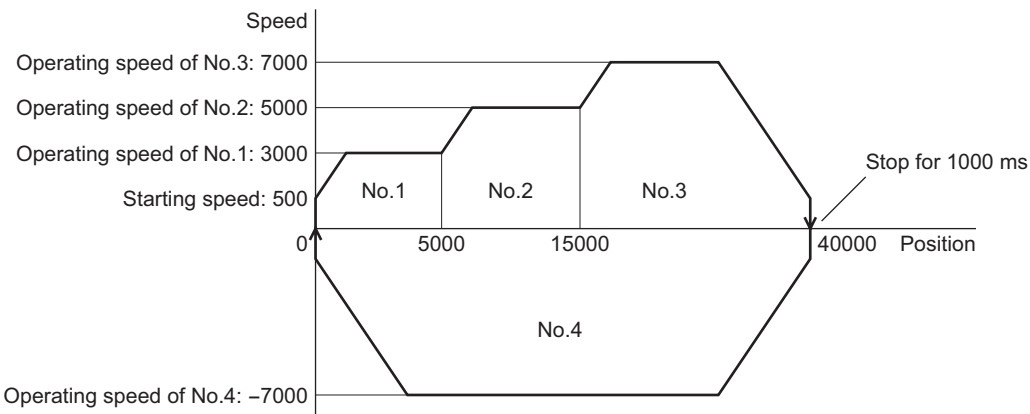 Speed
Operating speed of No.3: 7000
Operating speed of No.2: 5000
Operating speed of No.1: 3000
Stop for 1000 ms
Starting speed: 500
No.1
No.2
No.3
0
5000
15000
40000
Position
No.4
Operating speed of No.4: −7000